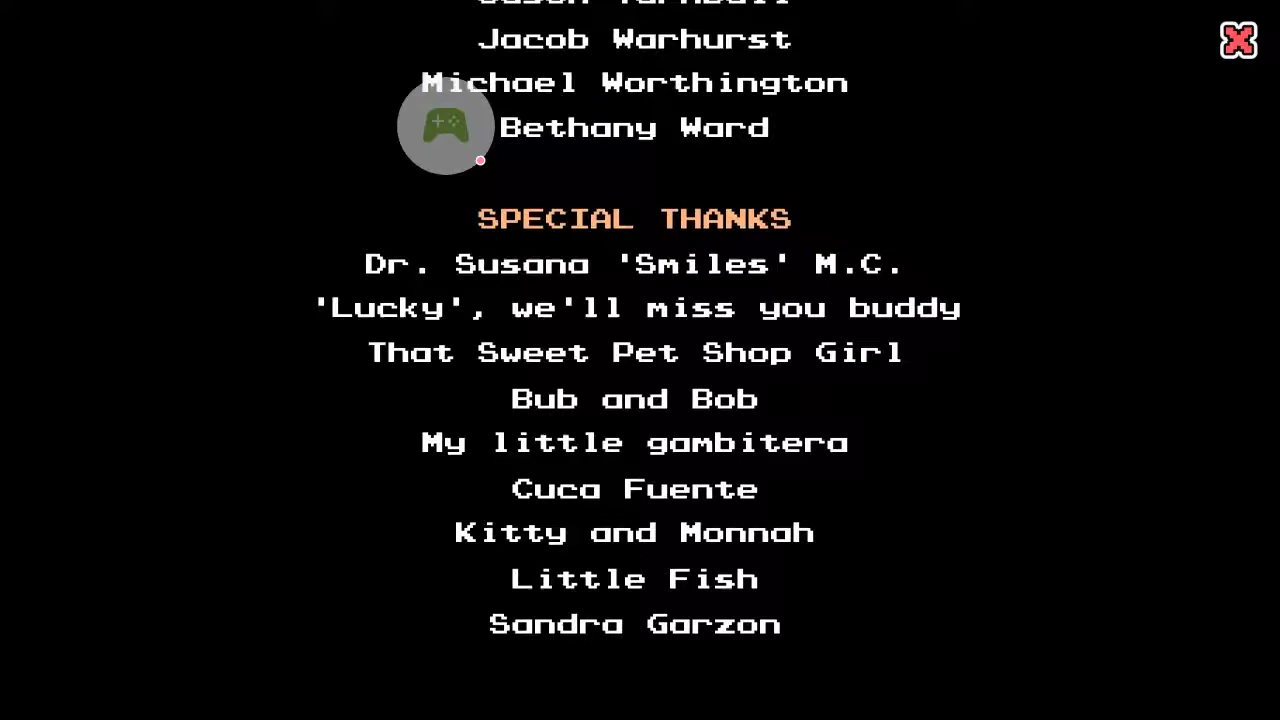 Jacob Warhurst
Michael Worthington
Bethany Ward
SPECIAL THANKS
Dr. Susana 'Smiles' M.C.
'Lucky', we'll miss you buddy
That Sweet Pet Shop Girl
Bub and Bob
My little gambitera
Cuca Fuente
Kitty and Monnah
Little Fish
Sandra Garzon